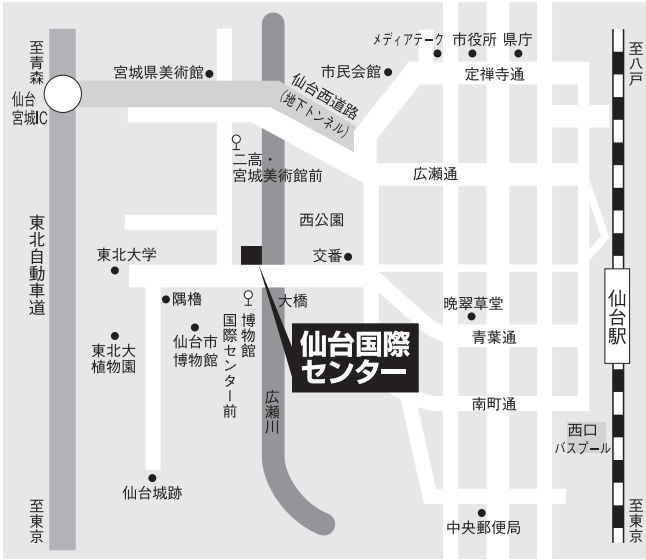 至青森
仙台
宮城IC
宮城県美術館
仙台西道路
(地下トンネル)
市民会館
メディアテーク
市役所
県庁
定禅寺通
至八戸
二高・
宮城美術館前
広瀬通
西公園
東北自動車道
東北大学
交番
隅櫓
大橋
晩翠草堂
仙台駅
東北大
植物園
仙台市
博物館
博物館
国際センター前
仙台国際
センター
青葉通
広瀬川
南町通
西口
バスプール
仙台城跡
中央郵便局
至東京
至東京